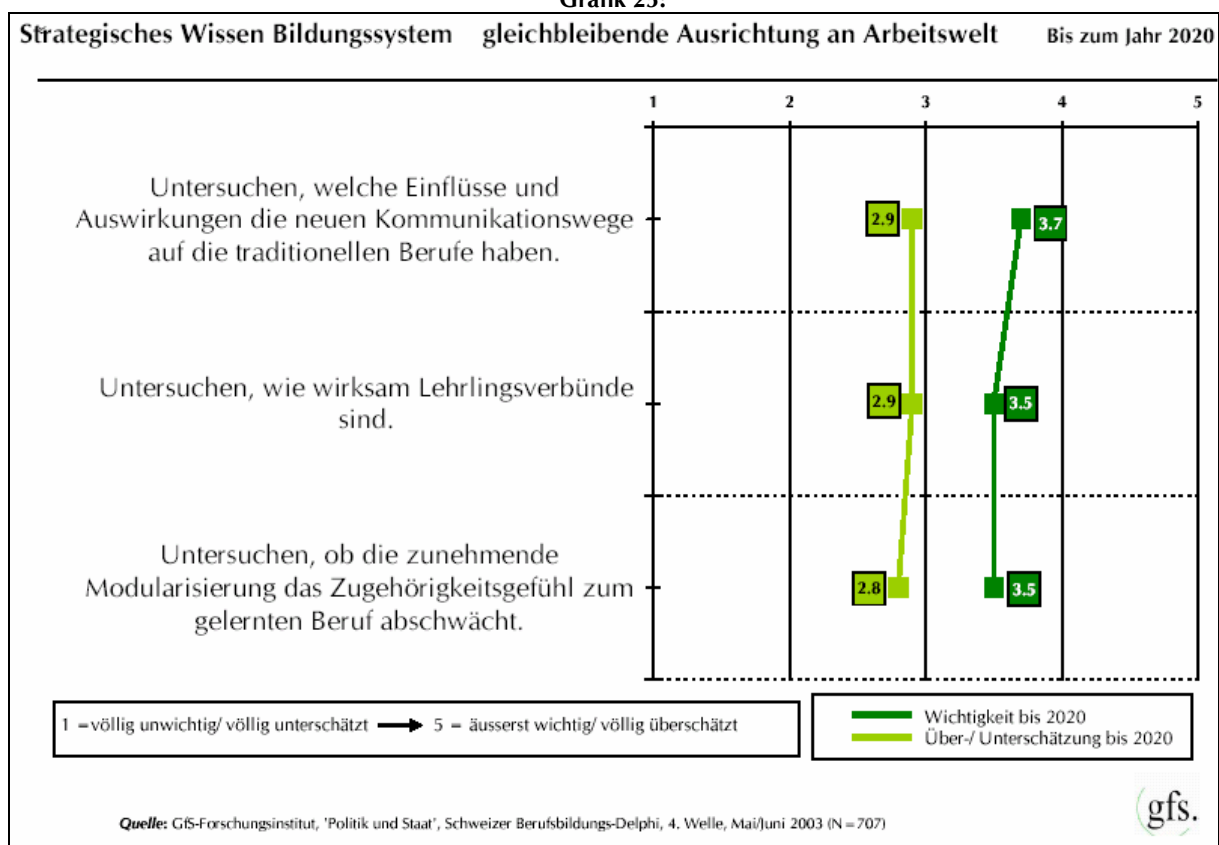 Grafik 25:
Strategisches Wissen Bildungssystem gleichbleibende Ausrichtung an Arbeitswelt Bis zum Jahr 2020
1 2 3 4 5
Untersuchen, welche Einflüsse und
Auswirkungen die neuen Kommunikationswege
auf die traditionellen Berufe haben.
2.9 3.7
Untersuchen, wie wirksam Lehrlingsverbünde
sind.
2.9 3.5
Untersuchen, ob die zunehmende
Modularisierung das Zugehörigkeitsgefühl zum
gelernten Beruf abschwächt.
2.8 3.5
1 =völlig unwichtig/ völlig unterschätzt 5 = äusserst wichtig/ völlig überschätzt
Wichtigkeit bis 2020
Über-/ Unterschätzung bis 2020
gfs.
Quelle: GfS-Forschungsinstitut, 'Politik und Staat', Schweizer Berufsbildungs-Delphi, 4. Welle, Mai/Juni 2003 (N=707)